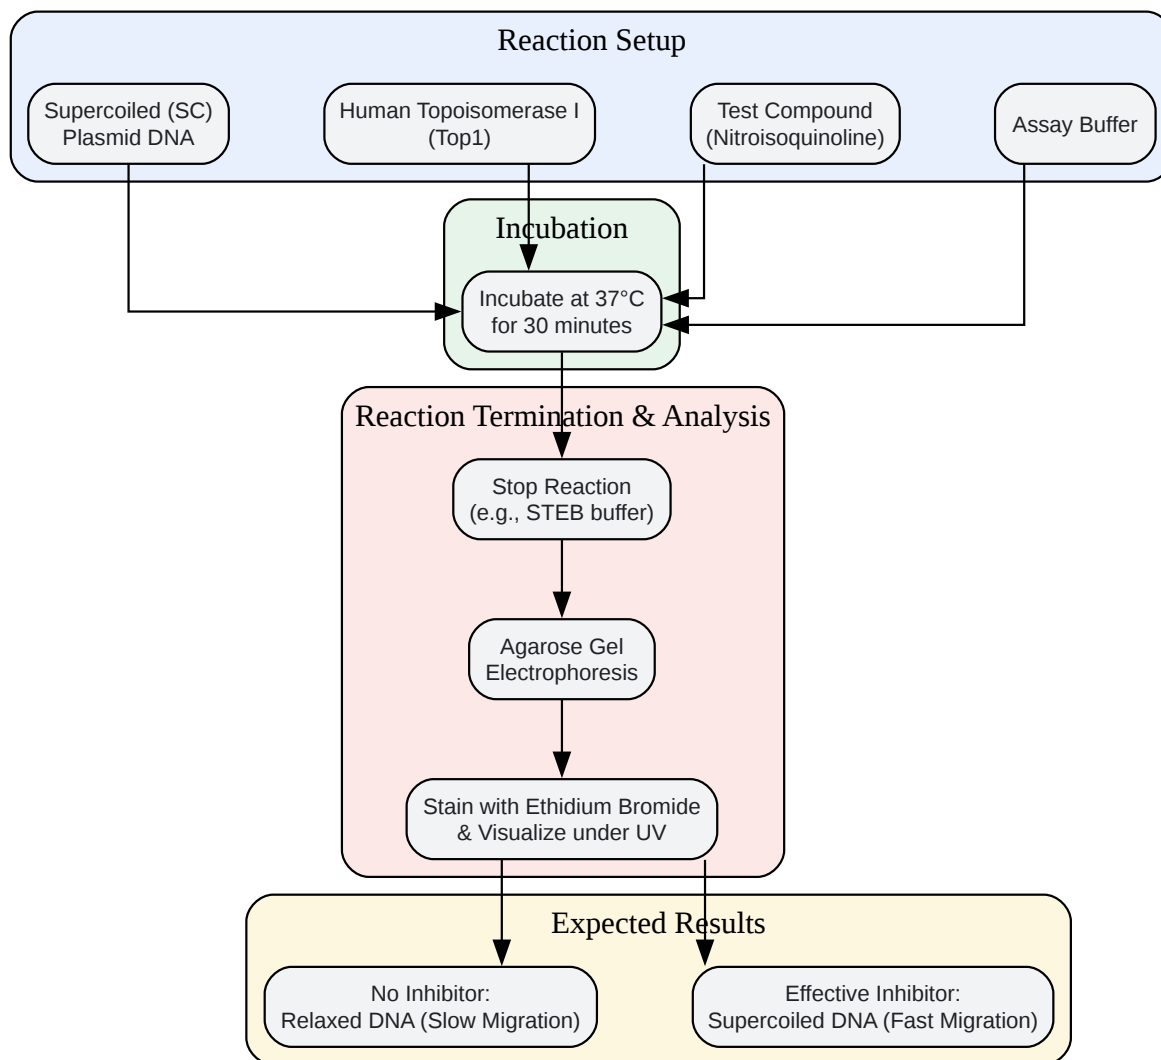 Reaction Setup
Supercoiled (SC)
Plasmid DNA
Human Topoisomerase I
(Top1)
Test Compound
(Nitroisoquinoline)
Assay Buffer
Incubation
Incubate at 37°C
for 30 minutes
Reaction Termination & Analysis
Stop Reaction
(e.g., STEB buffer)
Agarose Gel
Electrophoresis
Stain with Ethidium Bromide
& Visualize under UV
Expected Results
No Inhibitor:
Relaxed DNA (Slow Migration)
Effective Inhibitor:
Supercoiled DNA (Fast Migration)